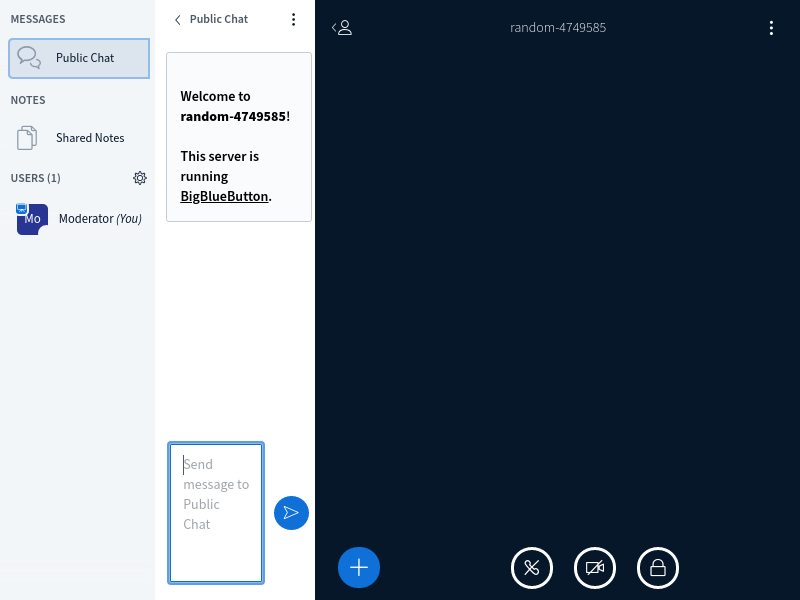 MESSAGES
Public Chat
NOTES
Shared Notes
USERS (1)
Mo
Moderator (You)
Public Chat
Welcome to
random-4749585!
This server is
running
BigBlueButton.
Send
message to
Public
Chat
random-4749585